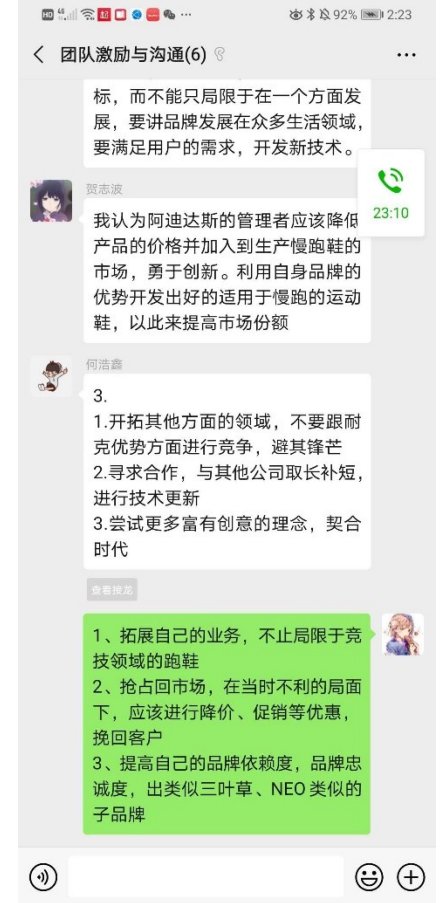 HD 46 92% 2:23
团队激励与沟通(6)
标，而不能只局限于在一个方面发
展，要讲品牌发展在众多生活领域，
要满足用户的需求，开发新技术。
23:10
贺志波
我认为阿迪达斯的管理者应该降低
产品的价格并加入到生产慢跑鞋的
市场，勇于创新。利用自身品牌的
优势开发出好的适用于慢跑的运动
鞋，以此来提高市场份额
何浩鑫
3.
1.开拓其他方面的领域，不要跟耐
克优势方面进行竞争，避其锋芒
2.寻求合作，与其他公司取长补短，
进行技术更新
3.尝试更多富有创意的理念，契合
时代
查看接龙
1、拓展自己的业务，不止局限于竞
技领域的跑鞋
2、抢占回市场，在当时不利的局面
下，应该进行降价、促销等优惠，
挽回客户
3、提高自己的品牌依赖度，品牌忠
诚度，出类似三叶草、NEO 类似的
子品牌